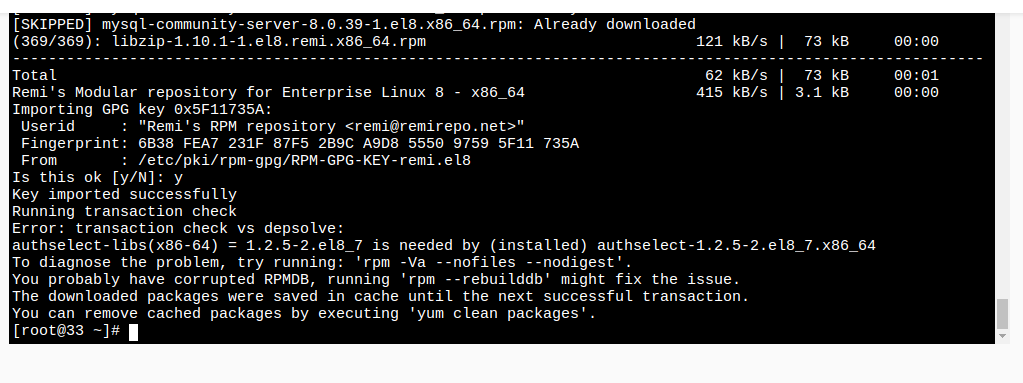 [SKIPPED] mysql-community-server-8.0.39-1.el8.x86_64.rpm: Already downloaded
(369/369): libzip-1.10.1-1.el8.remi.x86_64.rpm 121 kB/s | 73 kB 00:00
--------------------------------------------------------------------------------------------------------------
Total 62 kB/s | 73 kB 00:01
Remi's Modular repository for Enterprise Linux 8 - x86_64 415 kB/s | 3.1 kB 00:00
Importing GPG key 0x5F11735A:
Userid : "Remi's RPM repository <remi@remirepo.net>"
Fingerprint: 6B38 FEA7 231F 87F5 2B9C A9D8 5550 9759 5F11 735A
From : /etc/pki/rpm-gpg/RPM-GPG-KEY-remi.el8
Is this ok [y/N]: y
Key imported successfully
Running transaction check
Error: transaction check vs depsolve:
authselect-libs(x86-64) = 1.2.5-2.el8_7 is needed by (installed) authselect-1.2.5-2.el8_7.x86_64
To diagnose the problem, try running: 'rpm -Va --nofiles --nodigest'.
You probably have corrupted RPMDB, running 'rpm --rebuilddb' might fix the issue.
The downloaded packages were saved in cache until the next successful transaction.
You can remove cached packages by executing 'yum clean packages'.
[root@33 ~]#